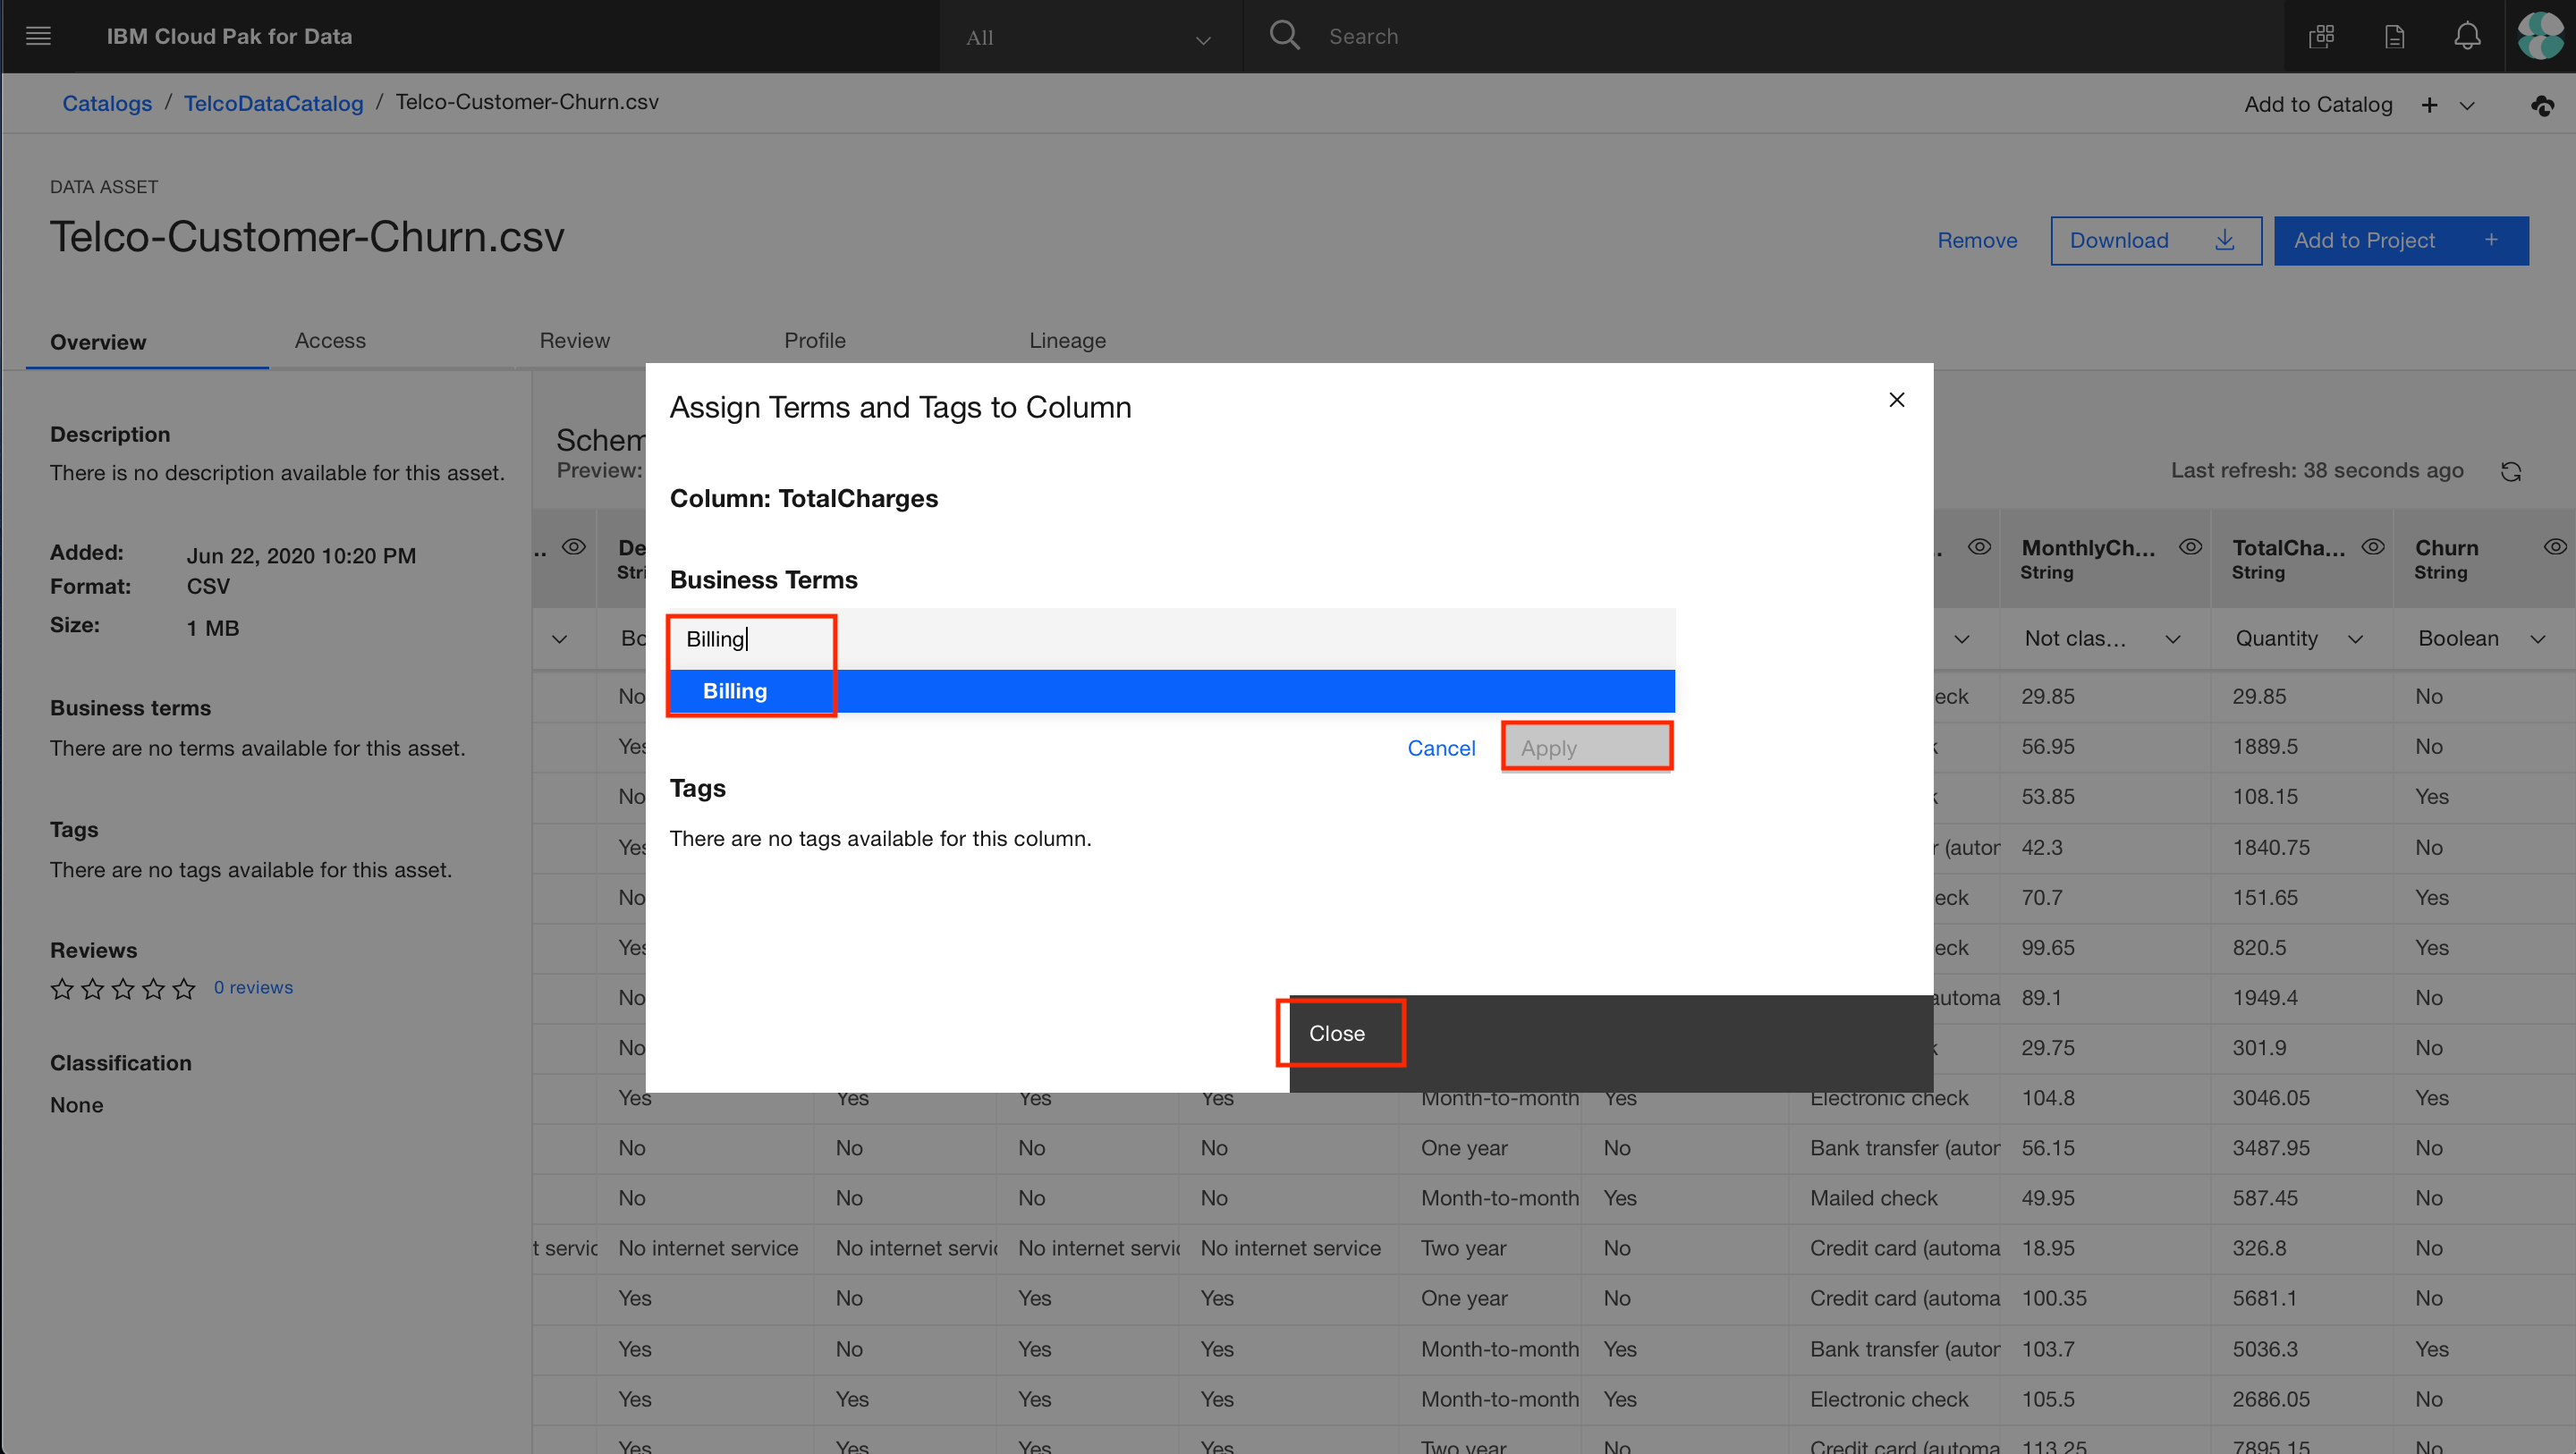 IBM Cloud Pak for Data
All
Search
Catalogs / TelcoDataCatalog / Telco-Customer-Churn.csv
Add to Catalog
DATA ASSET
Telco-Customer-Churn.csv
Remove
Download
Add to Project
Overview
Access
Review
Profile
Lineage
Description
There is no description available for this asset.
Added: Jun 22, 2020 10:20 PM
Format: CSV
Size: 1 MB
Business terms
There are no terms available for this asset.
Tags
There are no tags available for this asset.
Reviews
0 reviews
Classification
None
Schem
Preview:
Last refresh: 38 seconds ago
Assign Terms and Tags to Column
Column: TotalCharges
Business Terms
Billing
Billing
Cancel
Apply
Tags
There are no tags available for this column.
Close
.. De . MonthlyCh... TotalCha... Churn
Stri String String String
Bo Not clas... Quantity Boolean
No eck 29.85 29.85 No
Yes k 56.95 1889.5 No
No k 53.85 108.15 Yes
Yes r (autor 42.3 1840.75 No
No eck 70.7 151.65 Yes
Yes eck 99.65 820.5 Yes
No automa 89.1 1949.4 No
No k 29.75 301.9 No
Yes Yes Yes Yes Month-to-month Yes Electronic check 104.8 3046.05 Yes
No No No No One year No Bank transfer (autor 56.15 3487.95 No
No No No No Month-to-month Yes Mailed check 49.95 587.45 No
t servic No internet service No internet servic No internet servic No internet service Two year No Credit card (automa 18.95 326.8 No
Yes No Yes Yes One year No Credit card (automa 100.35 5681.1 No
Yes No Yes Yes Month-to-month Yes Bank transfer (autor 103.7 5036.3 Yes
Yes Yes Yes Yes Month-to-month Yes Electronic check 105.5 2686.05 No
Yes Yes Yes Yes Two year No Credit card (automa 113.25 7895.15 No